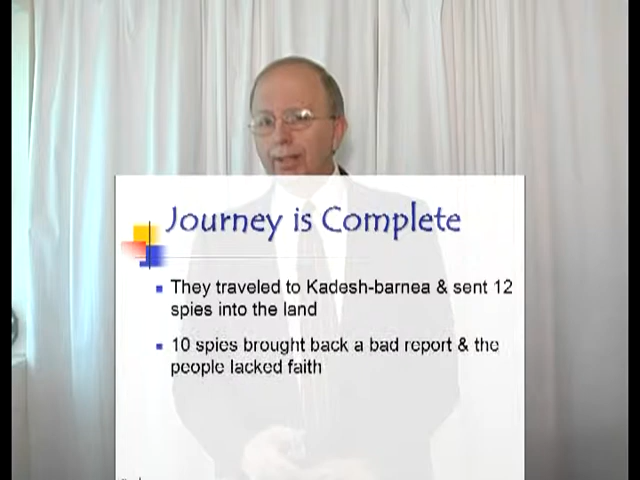 Journey is Complete
They traveled to Kadesh-barnea & sent 12
spies into the land
10 spies brought back a bad report & the
people lacked faith